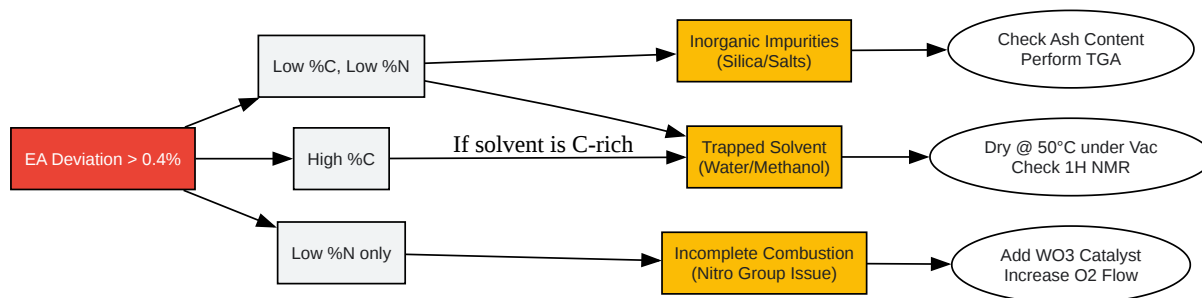 EA Deviation > 0.4%
Low %C, Low %N
High %C
Low %N only
If solvent is C-rich
Inorganic Impurities
(Silica/Salts)
Trapped Solvent
(Water/Methanol)
Incomplete Combustion
(Nitro Group Issue)
Check Ash Content
Perform TGA
Dry @ 50°C under Vac
Check 1H NMR
Add WO3 Catalyst
Increase O2 Flow